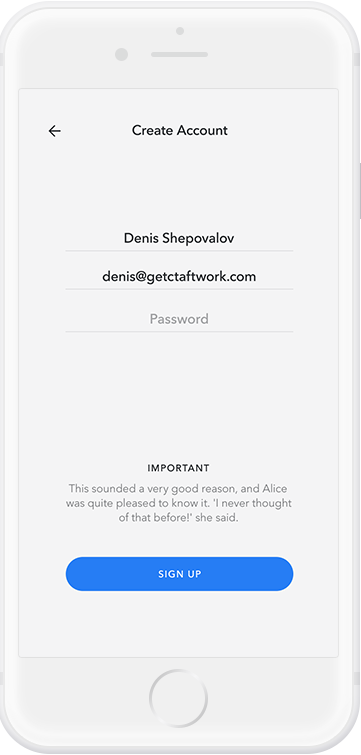 Create Account
Denis Shepovalov
denis@getctaftwork.com
Password
IMPORTANT
This sounded a very good reason, and Alice
was quite pleased to know it. 'I never thought
of that before!' she said.
SIGN UP